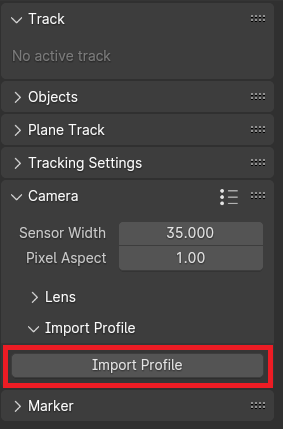 Track
No active track
Objects
Plane Track
Tracking Settings
Camera
Sensor Width 35.000
Pixel Aspect 1.00
Lens
Import Profile
Import Profile
Marker